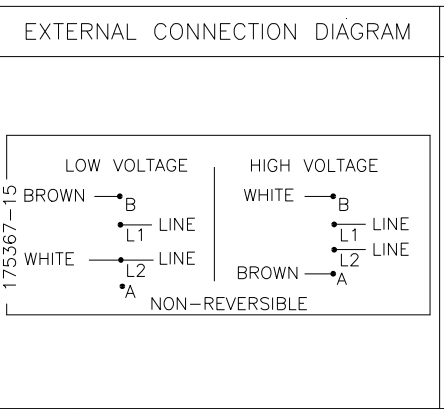 EXTERNAL CONNECTION DIAGRAM
175367-15
LOW VOLTAGE
BROWN B
L1 LINE
WHITE L2 LINE
A
HIGH VOLTAGE
WHITE B
L1 LINE
L2 LINE
BROWN A
NON-REVERSIBLE